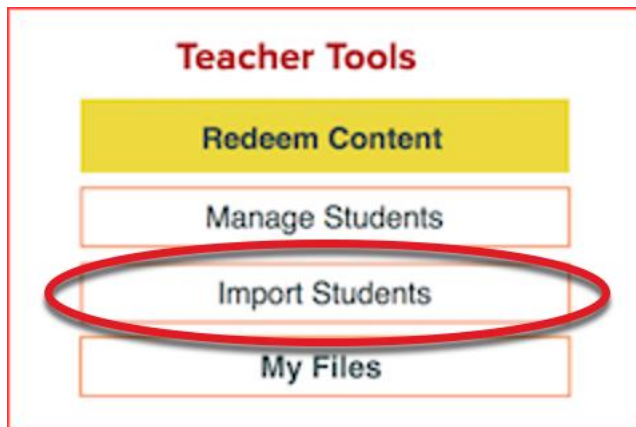 Teacher Tools
Redeem Content
Manage Students
Import Students
My Files